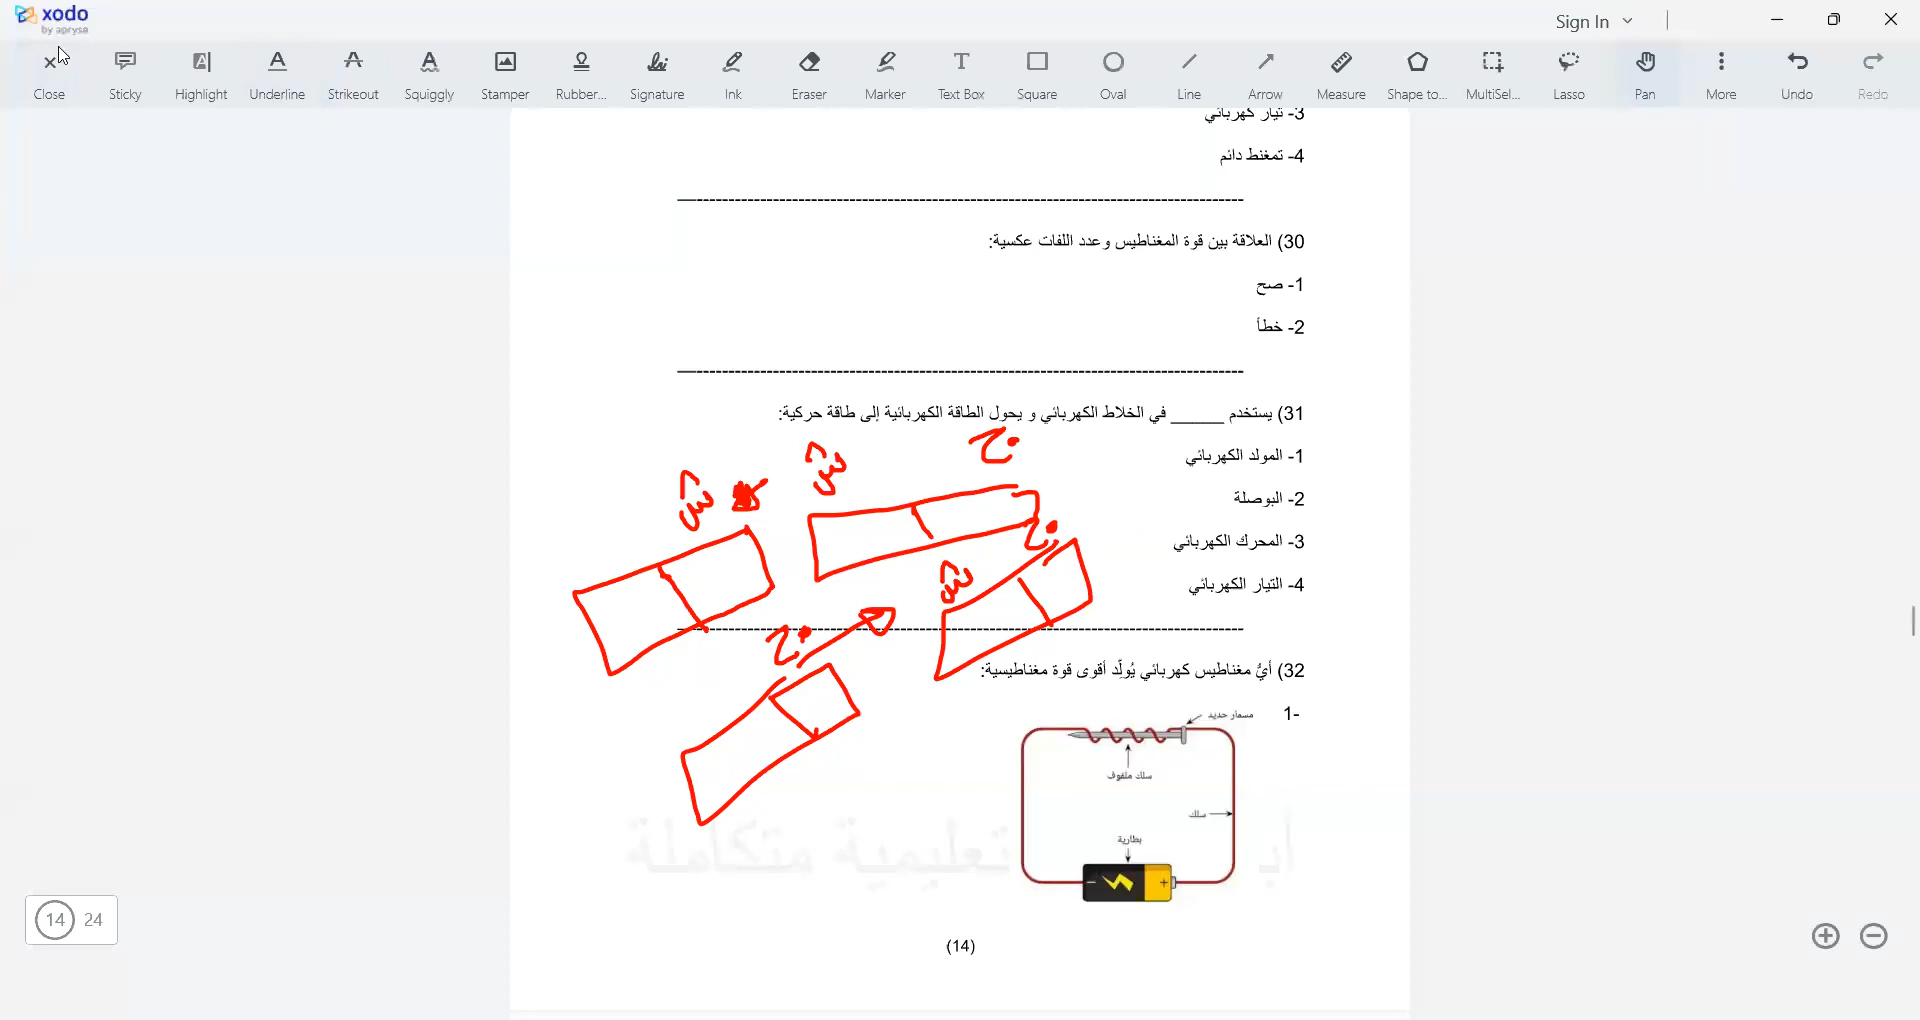 xodo
by apryse
Sign In
Close Sticky Highlight Underline Strikeout Squiggly Stamper Rubber... Signature Ink Eraser Marker Text Box Square Oval Line Arrow Measure Shape to... MultiSel... Lasso Pan More Undo Redo
3- تيار كهربائي
4- تمغنط دائم
30) العلاقة بين قوة المغناطيس وعدد اللفات عكسية:
1- صح
2- خطأ
31) يستخدم ______ في الخلاط الكهربائي و يحول الطاقة الكهربائية إلى طاقة حركية:
1- المولد الكهربائي
2- البوصلة
3- المحرك الكهربائي
4- التيار الكهربائي
ش ش ج
ش ج
ج
32) أيُّ مغناطيس كهربائي يُولِّد أقوى قوة مغناطيسية:
1-
مسمار حديد
سلك ملفوف
سلك
بطارية
- +
تعليمية متكاملة
(14)
14 24